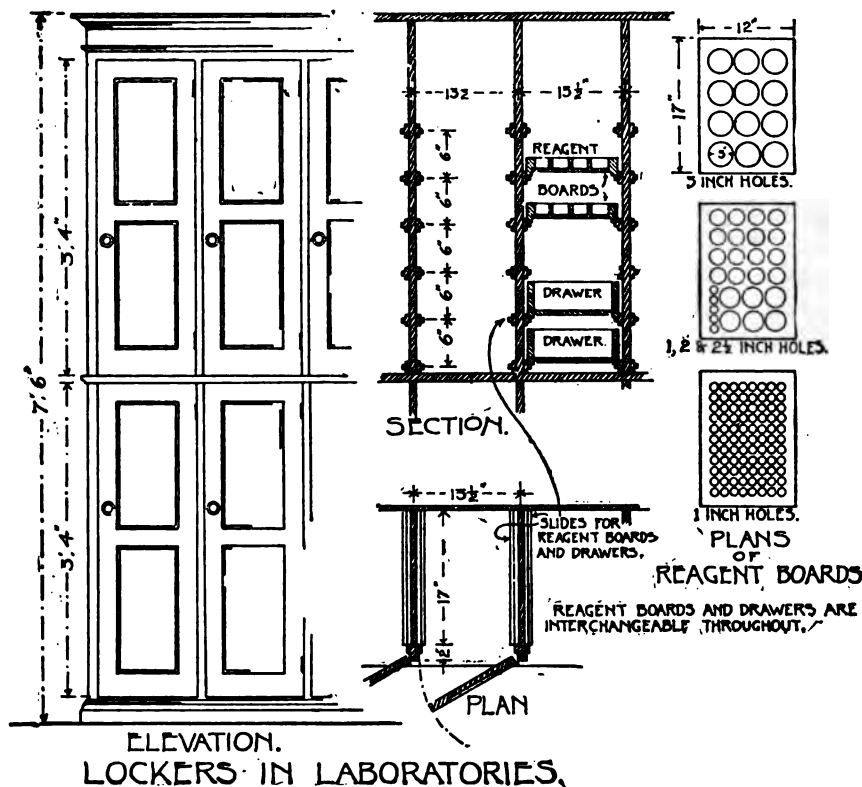 7'.6"
3'.4"
3'.4"
ELEVATION.
LOCKERS IN LABORATORIES.
13½
13½"
6"
6"
6"
6"
6"
REAGENT
BOARDS
DRAWER
DRAWER.
SECTION.
13½"
17"
SLIDES FOR
REAGENT BOARDS
AND DRAWERS.
PLAN
12"
17"
3"
3 INCH HOLES.
1, 2 & 2½ INCH HOLES.
1 INCH HOLES.
PLANS
OF
REAGENT BOARDS
REAGENT BOARDS AND DRAWERS ARE
INTERCHANGEABLE THROUGHOUT.